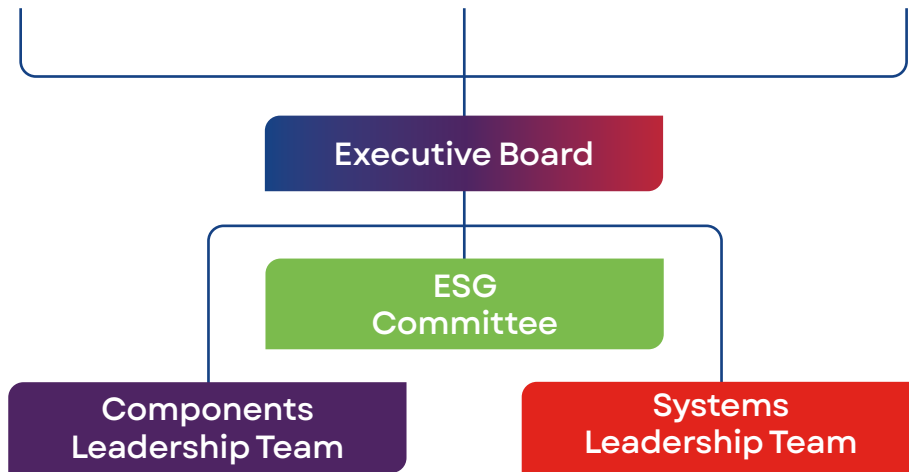 Executive Board
ESG
Committee
Components
Leadership Team
Systems
Leadership Team